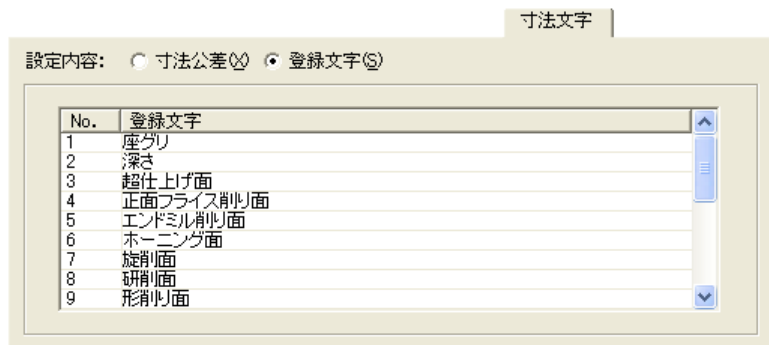 寸法文字
設定内容: 寸法公差(X) 登録文字(S)
No. 登録文字
1 座グリ
2 深さ
3 超仕上げ面
4 正面フライス削り面
5 エンドミル削り面
6 ホーニング面
7 旋削面
8 研削面
9 形削り面